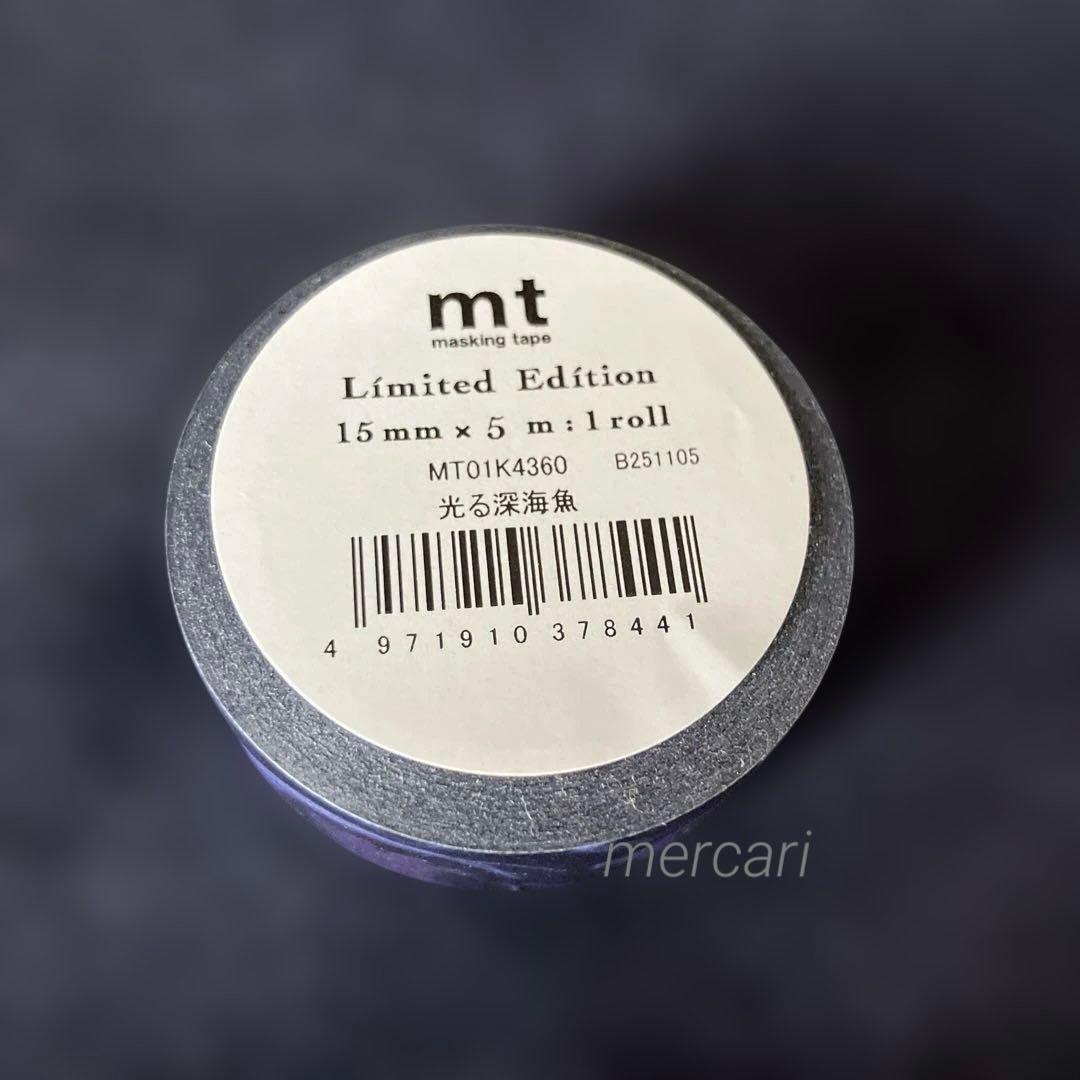 mt
masking tape
Límited Edítion
15mm × 5 m : 1 roll
MT01K4360 B251105
光る深海魚
4 971910 378441
mercari